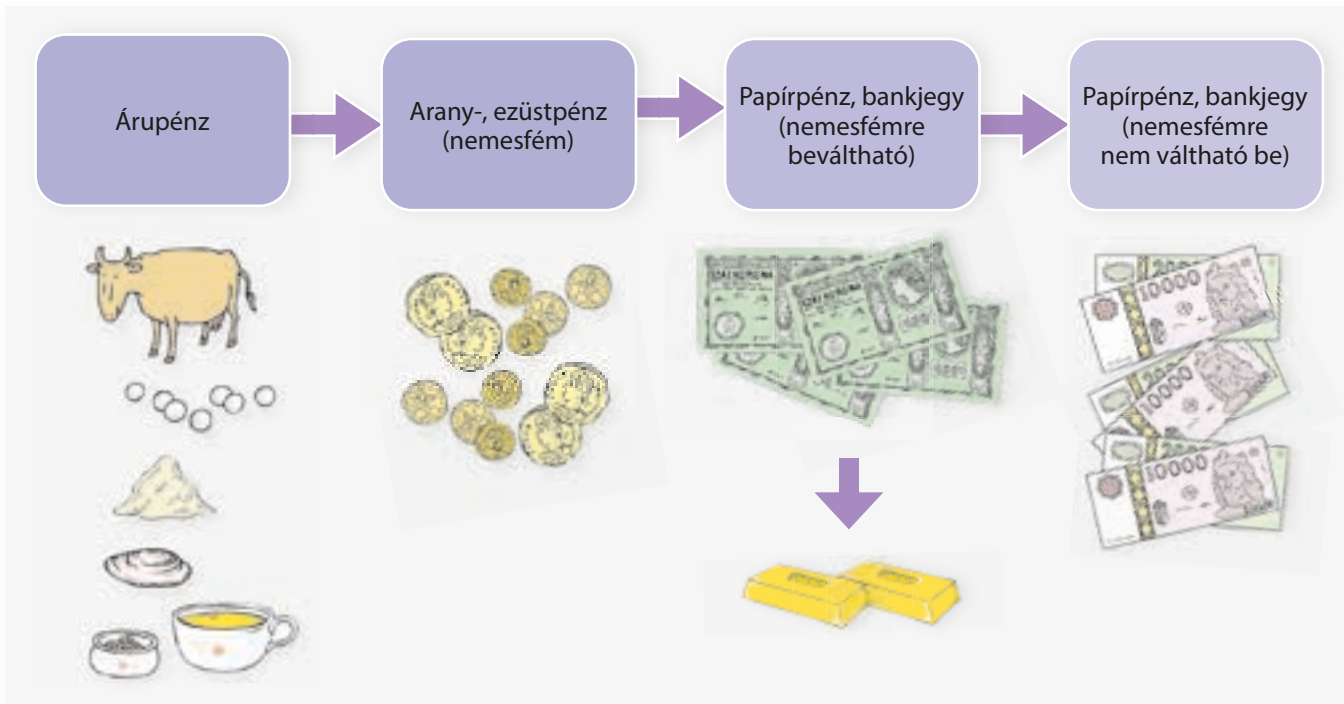 Árupénz
Arany-, ezüstpénz
(nemesfém)
Papírpénz, bankjegy
(nemesfémre
beváltható)
Papírpénz, bankjegy
(nemesfémre
nem váltható be)
10000
10000
10000